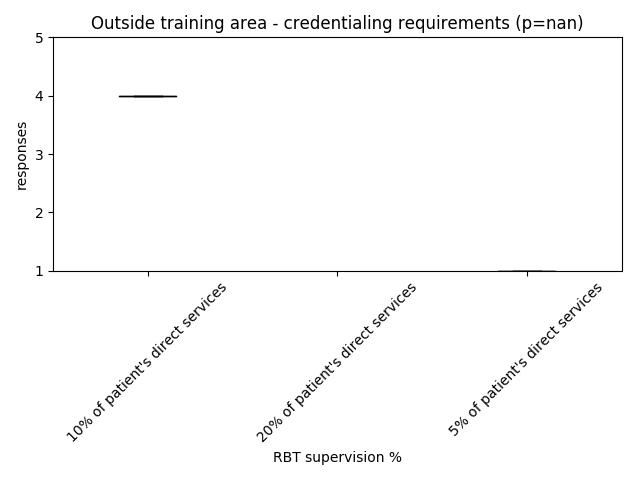 Outside training area - credentialing requirements (p=nan)
5
4
3
2
1
responses
10% of patient's direct services
20% of patient's direct services
5% of patient's direct services
RBT supervision %